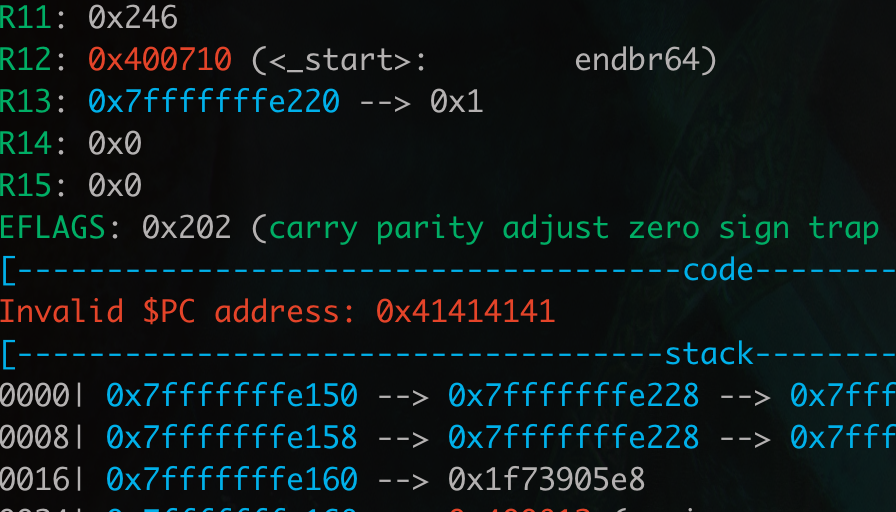 R11: 0x246
R12: 0x400710 (<_start>:        endbr64)
R13: 0x7fffffffe220 --> 0x1
R14: 0x0
R15: 0x0
EFLAGS: 0x202 (carry parity adjust zero sign trap
[-------------------------------------code--------
Invalid $PC address: 0x41414141
[------------------------------------stack--------
0000| 0x7fffffffe150 --> 0x7fffffffe228 --> 0x7fff
0008| 0x7fffffffe158 --> 0x7fffffffe228 --> 0x7fff
0016| 0x7fffffffe160 --> 0x1f73905e8